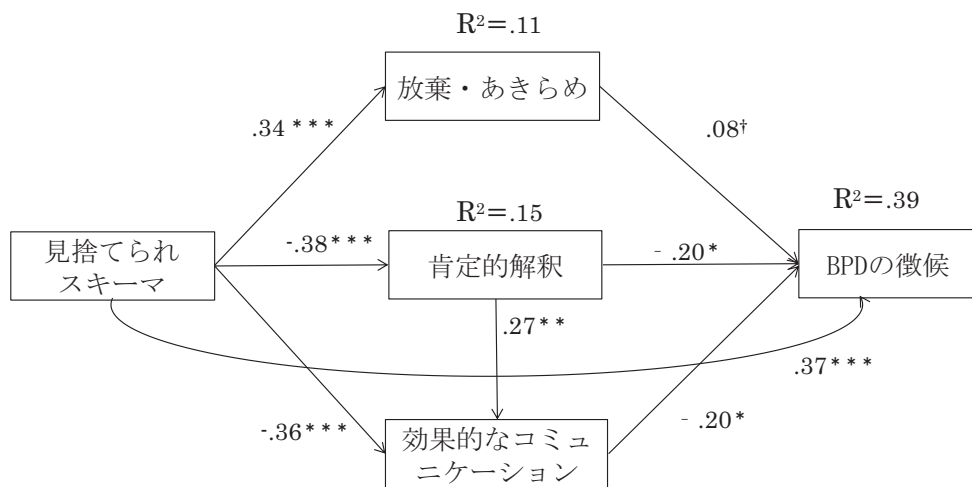 R²=.11
放棄・あきらめ
.34 ***
.08†
R²=.15
R²=.39
見捨てられ
スキーマ
-.38***
肯定的解釈
- .20*
BPDの徴候
.27**
.37***
-.36***
- .20*
効果的なコミュ
ニケーション